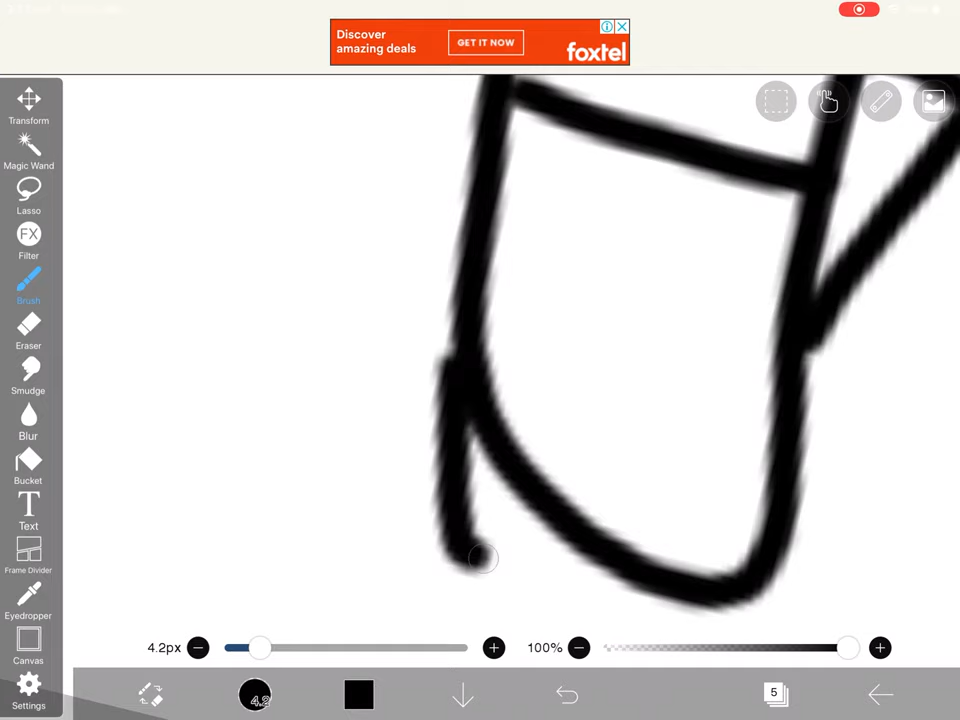 Discover
amazing deals
GET IT NOW
foxtel
Transform
Magic Wand
Lasso
FX
Filter
Brush
Eraser
Smudge
Blur
Bucket
T
Text
Frame Divider
Eyedropper
Canvas
Settings
4.2px
100%
4.2
5